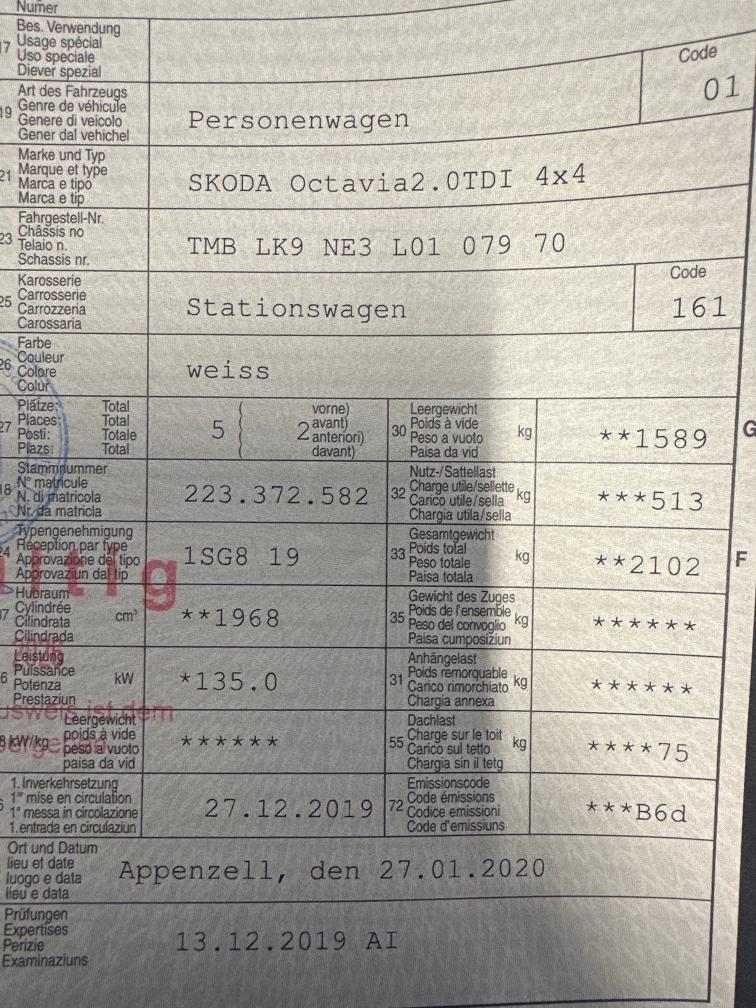 Numer
17 Bes. Verwendung
Usage spécial
Uso speciale
Diever spezial
Code
19 Art des Fahrzeugs
Genre de véhicule
Genere di veicolo
Gener dal vehichel
Personenwagen
01
21 Marke und Typ
Marque et type
Marca e tipo
Marca e tip
SKODA Octavia2.0TDI 4x4
23 Fahrgestell-Nr.
Châssis no
Telaio n.
Schassis nr.
TMB LK9 NE3 L01 079 70
25 Karosserie
Carrosserie
Carrozzeria
Carossaria
Stationswagen
Code
161
26 Farbe
Couleur
Colore
Colur
weiss
27 Plätze: Total
Places: Total
Posti: Totale
Plazs: Total
5
2
vorne)
avant)
anteriori)
davant)
30 Leergewicht
Poids à vide
Peso a vuoto
Paisa da vid
kg
**1589
G
18 Stammnummer
N° matricule
N. di matricola
Nr. da matricla
223.372.582
32 Nutz-/Sattellast
Charge utile/sellette
Carico utile/sella
Chargia utila/sella
kg
***513
24 Typengenehmigung
Réception par type
Approvazione del tipo
Approvaziun dal tip
1SG8 19
33 Gesamtgewicht
Poids total
Peso totale
Paisa totala
kg
**2102
F
37 Hubraum
Cylindrée
Cilindrata
Cilindrada
cm³
**1968
35 Gewicht des Zuges
Poids de l'ensemble
Peso del convoglio
Paisa cumposiziun
kg
******
Leistung
Puissance
Potenza
Prestaziun
kW
*135.0
31 Anhängelast
Poids remorquable
Carico rimorchiato
Chargia annexa
kg
******
kW/kg Leergewicht
poids à vide
peso a vuoto
paisa da vid
******
55 Dachlast
Charge sur le toit
Carico sul tetto
Chargia sin il tetg
kg
****75
1. Inverkehrsetzung
1re mise en circulation
1a messa in circolazione
1. entrada en circulaziun
27.12.2019
72 Emissionscode
Code émissions
Codice emissioni
Code d'emissiuns
***B6d
Ort und Datum
lieu et date
luogo e data
lieu e data
Appenzell, den 27.01.2020
Prüfungen
Expertises
Perizie
Examinaziuns
13.12.2019 AI